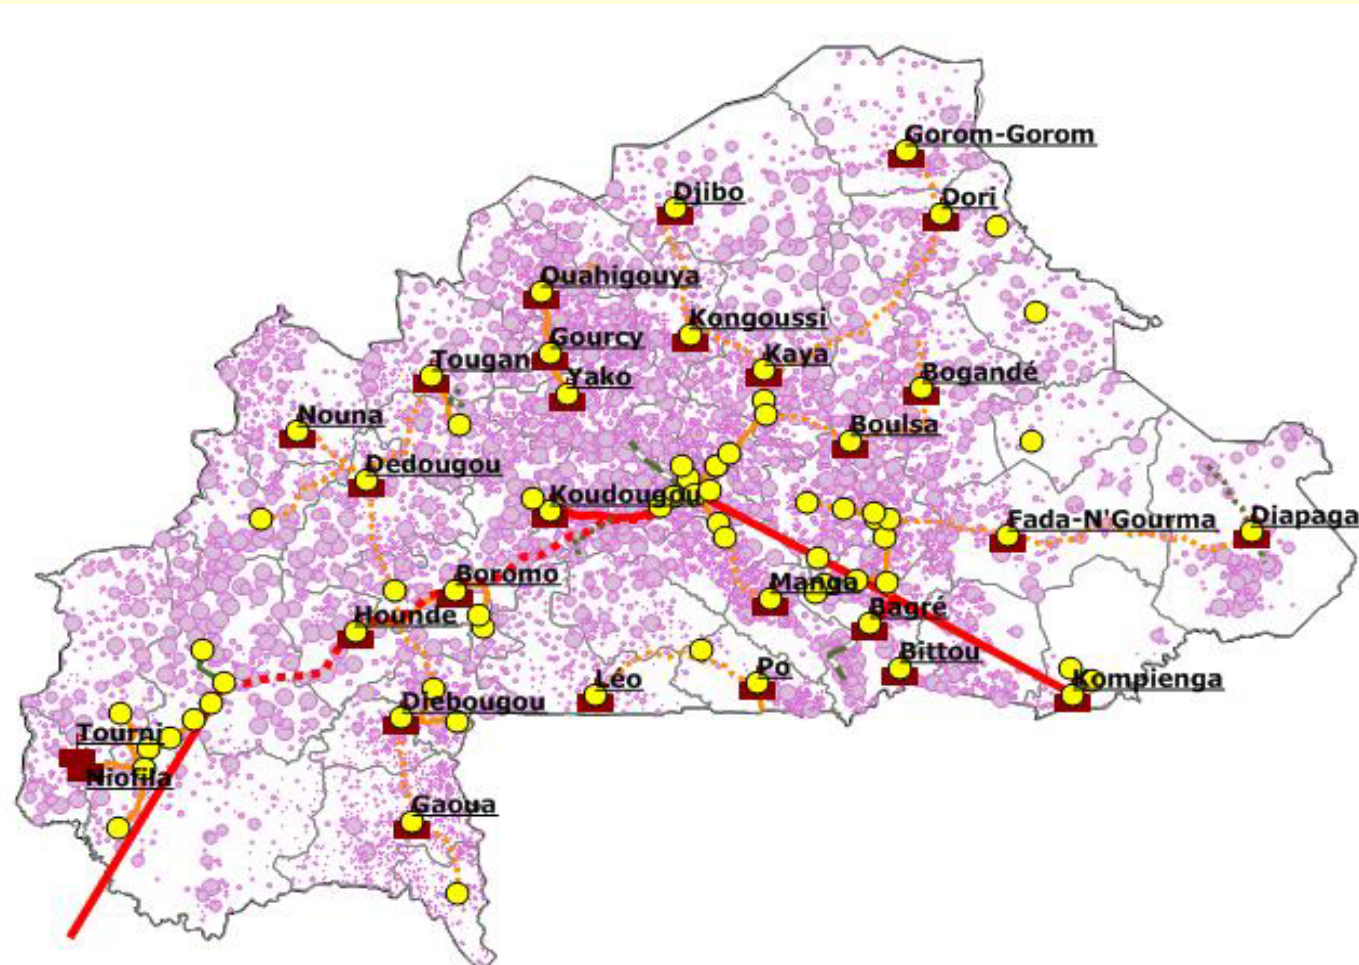 Gorom-Gorom
Djibo
Dori
Ouahigouya
Kongoussi
Gourcy
Kaya
Tougan
Yako
Bogandé
Nouna
Boulsa
Dedougou
Koudougou
Fada-N'Gourma
Diapaga
Boromo
Manga
Hounde
Bagré
Bittou
Po
Léo
Kompienga
Diebougou
Tourni
Niofila
Gaoua